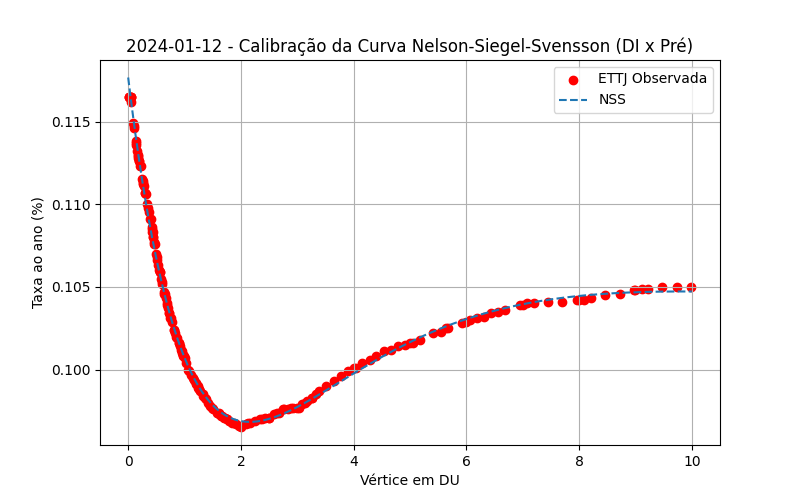 2024-01-12 - Calibração da Curva Nelson-Siegel-Svensson (DI x Pré)
ETTJ Observada
NSS
0.115
0.110
0.105
0.100
Taxa ao ano (%)
0 2 4 6 8 10
Vértice em DU